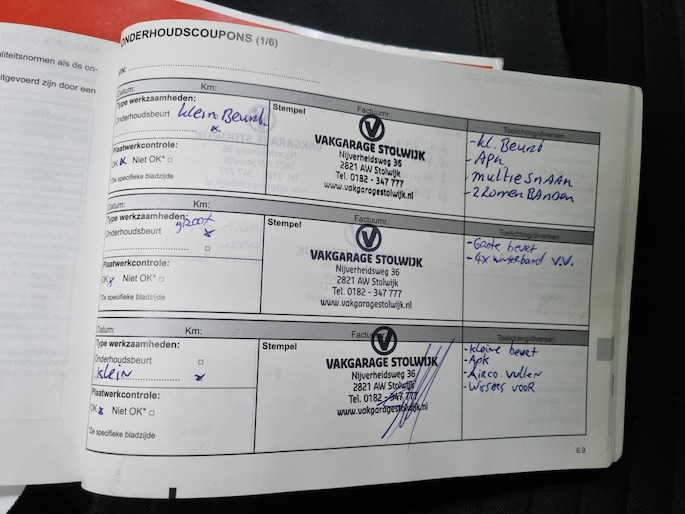 ONDERHOUDSCOUPONS (1/6)
liteitsnormen als de on-
itgevoerd zijn door een
VIN:
Datum: Km: Factuurnr.:
Type werkzaamheden: Stempel Toelichting/diversen
Onderhoudsbeurt klein Beurt
Plaatwerkcontrole:
OK Niet OK*
*De specifieke bladzijde
VAKGARAGE STOLWIJK
Nijverheidsweg 36
2821 AW Stolwijk
Tel. 0182 - 347 777
www.vakgaragestolwijk.nl
- kl. Beurt
- APK
- multiesnaar
- 2 Zomer Banden
Datum: Km: Factuurnr.:
Type werkzaamheden: Stempel Toelichting/diversen
groot
Onderhoudsbeurt
Plaatwerkcontrole:
OK Niet OK*
*De specifieke bladzijde
VAKGARAGE STOLWIJK
Nijverheidsweg 36
2821 AW Stolwijk
Tel. 0182 - 347 777
www.vakgaragestolwijk.nl
- Grote beurt
- 4x winterband v.v.
Datum: Km: Factuurnr.:
Type werkzaamheden: Stempel Toelichting/diversen
Onderhoudsbeurt
klein
Plaatwerkcontrole:
OK Niet OK*
*De specifieke bladzijde
VAKGARAGE STOLWIJK
Nijverheidsweg 36
2821 AW Stolwijk
Tel. 0182 - 347 777
www.vakgaragestolwijk.nl
- kleine beurt
- Apk
- Airco vullen
- Wissers voor
6.9